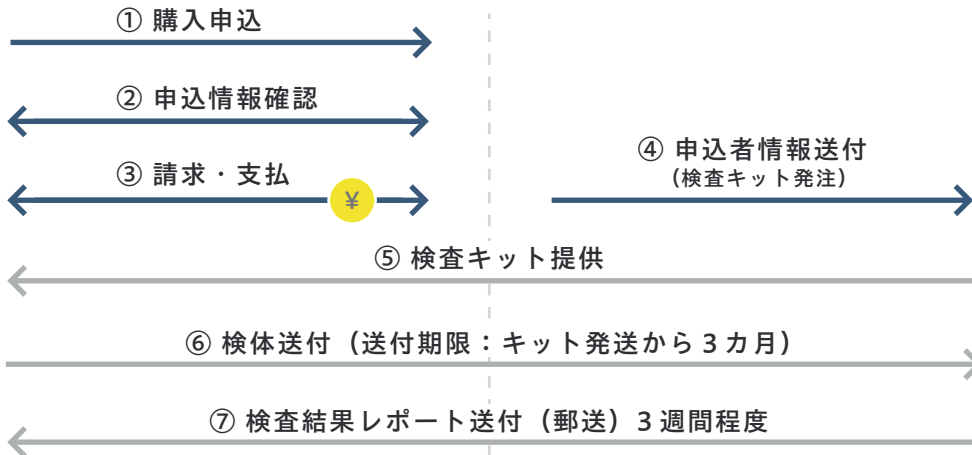 ① 購入申込
② 申込情報確認
③ 請求・支払
¥
④ 申込者情報送付
(検査キット発注)
⑤ 検査キット提供
⑥ 検体送付（送付期限：キット発送から３カ月）
⑦ 検査結果レポート送付（郵送）３週間程度